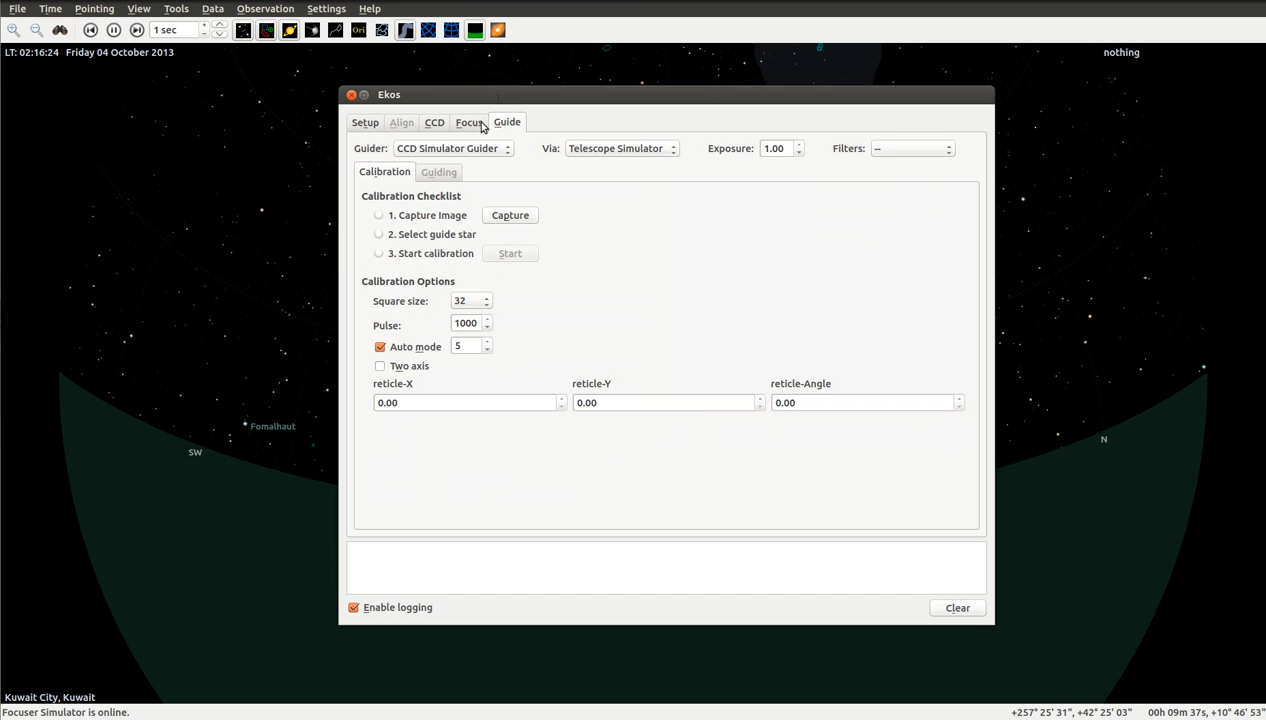 File Time Pointing View Tools Data Observation Settings Help
1 sec Ori
LT: 02:16:24 Friday 04 October 2013 nothing
Ekos
Setup Align CCD Focus Guide
Guider: CCD Simulator Guider Via: Telescope Simulator Exposure: 1.00 Filters: --
Calibration Guiding
Calibration Checklist
1. Capture Image Capture
2. Select guide star
3. Start calibration Start
Calibration Options
Square size: 32
Pulse: 1000
Auto mode 5
Two axis
reticle-X reticle-Y reticle-Angle
0.00 0.00 0.00
Fomalhaut
SW N
Enable logging Clear
Kuwait City, Kuwait
Focuser Simulator is online. +257° 25' 31", +42° 25' 03" 00h 09m 37s, +10° 46' 53"